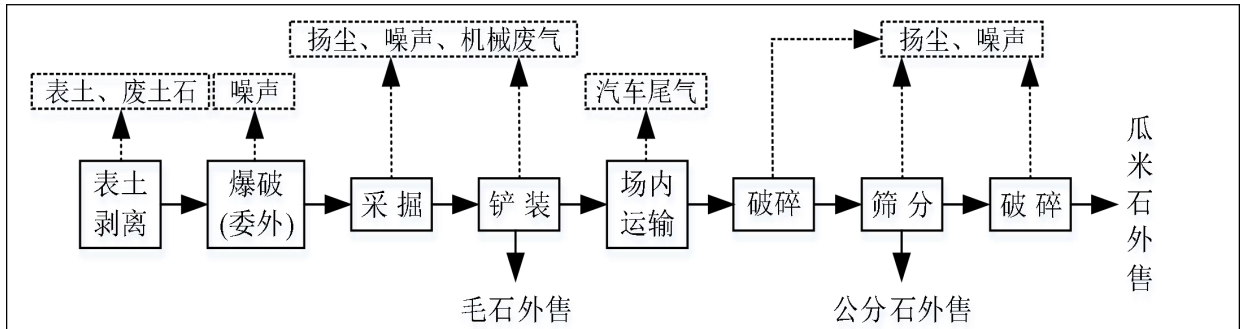 扬尘、噪声、机械废气
扬尘、噪声
表土、废土石
噪声
汽车尾气
表土
剥离
爆破
(委外)
采掘
铲装
场内
运输
破碎
筛分
破碎
瓜米石外售
毛石外售
公分石外售